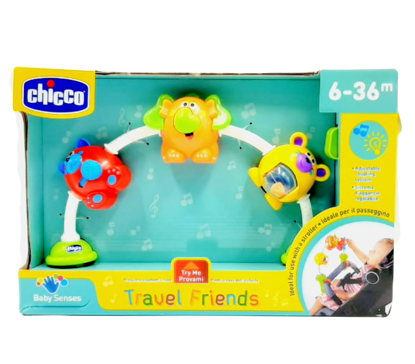 chicco
6-36m
Ideal for use with a stroller • Ideale per il passeggino
Try Me
Provami
Baby Senses
Travel Friends
chicco